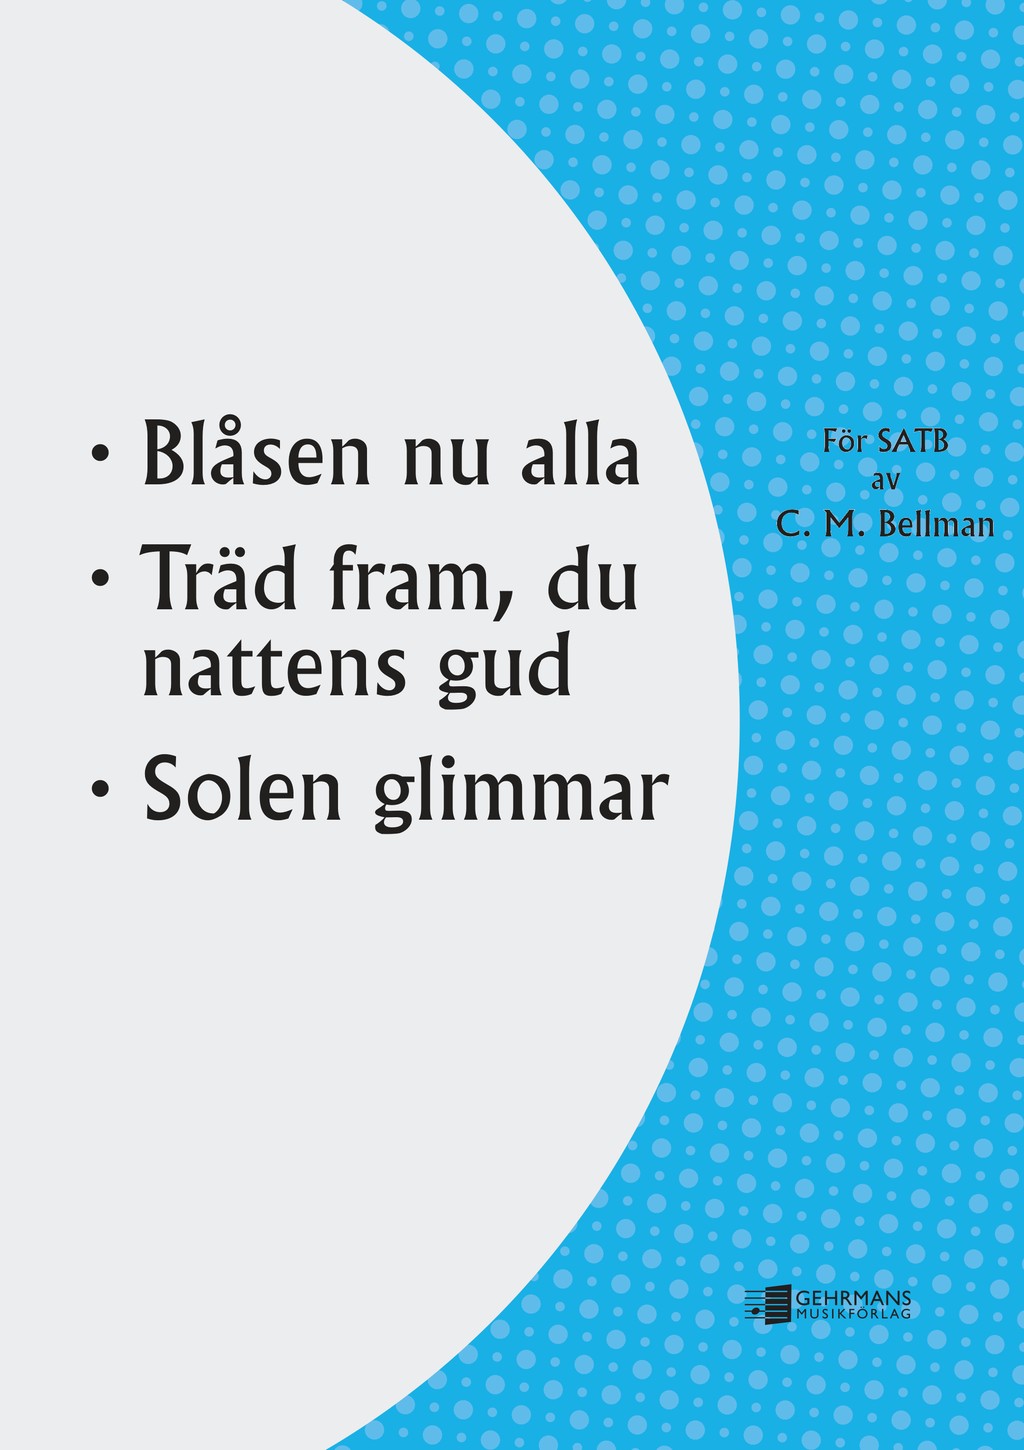 • Blåsen nu alla
• Träd fram, du
nattens gud
• Solen glimmar
För SATB
av
C. M. Bellman
GEHRMANS
MUSIKFÖRLAG